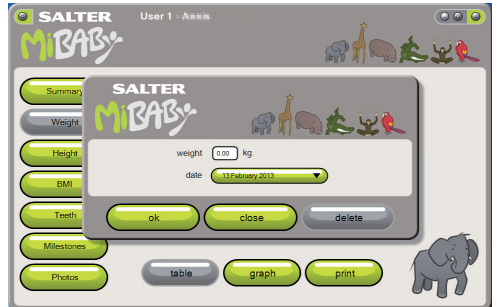 SALTER
User 1 -
MiBABy
Summary
Weight
Height
BMI
Teeth
Milestones
Photos
SALTER
MiBABy
weight 0.00 kg
date 13 February 2013
ok close delete
table graph print